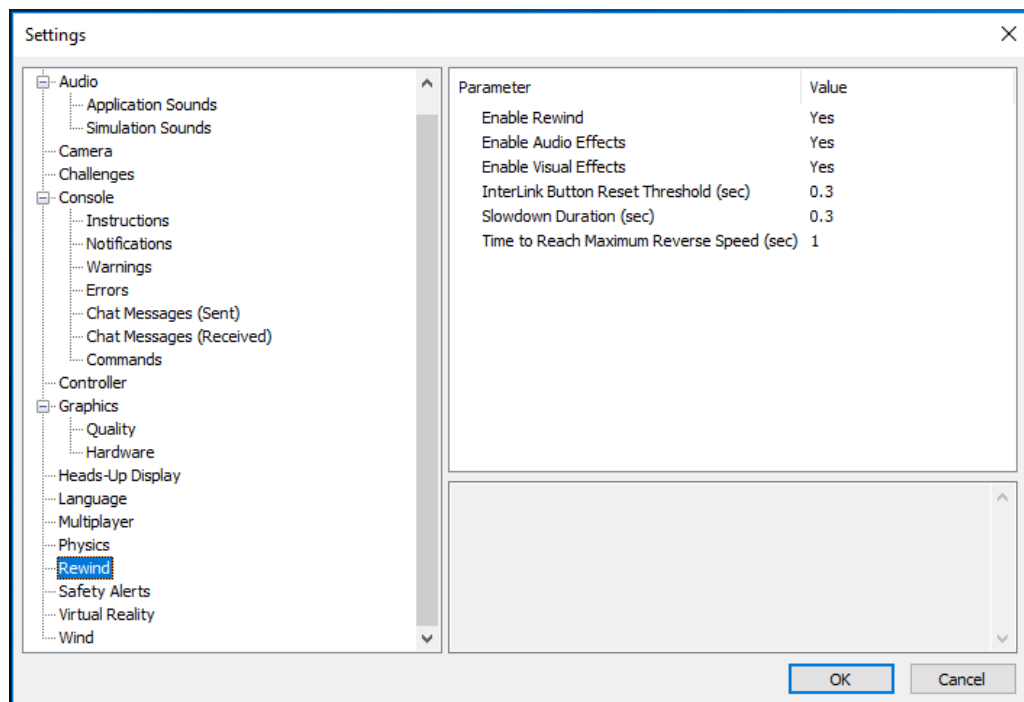 Settings
Audio
Application Sounds
Simulation Sounds
Camera
Challenges
Console
Instructions
Notifications
Warnings
Errors
Chat Messages (Sent)
Chat Messages (Received)
Commands
Controller
Graphics
Quality
Hardware
Heads-Up Display
Language
Multiplayer
Physics
Rewind
Safety Alerts
Virtual Reality
Wind
Parameter Value
Enable Rewind Yes
Enable Audio Effects Yes
Enable Visual Effects Yes
InterLink Button Reset Threshold (sec) 0.3
Slowdown Duration (sec) 0.3
Time to Reach Maximum Reverse Speed (sec) 1
OK Cancel